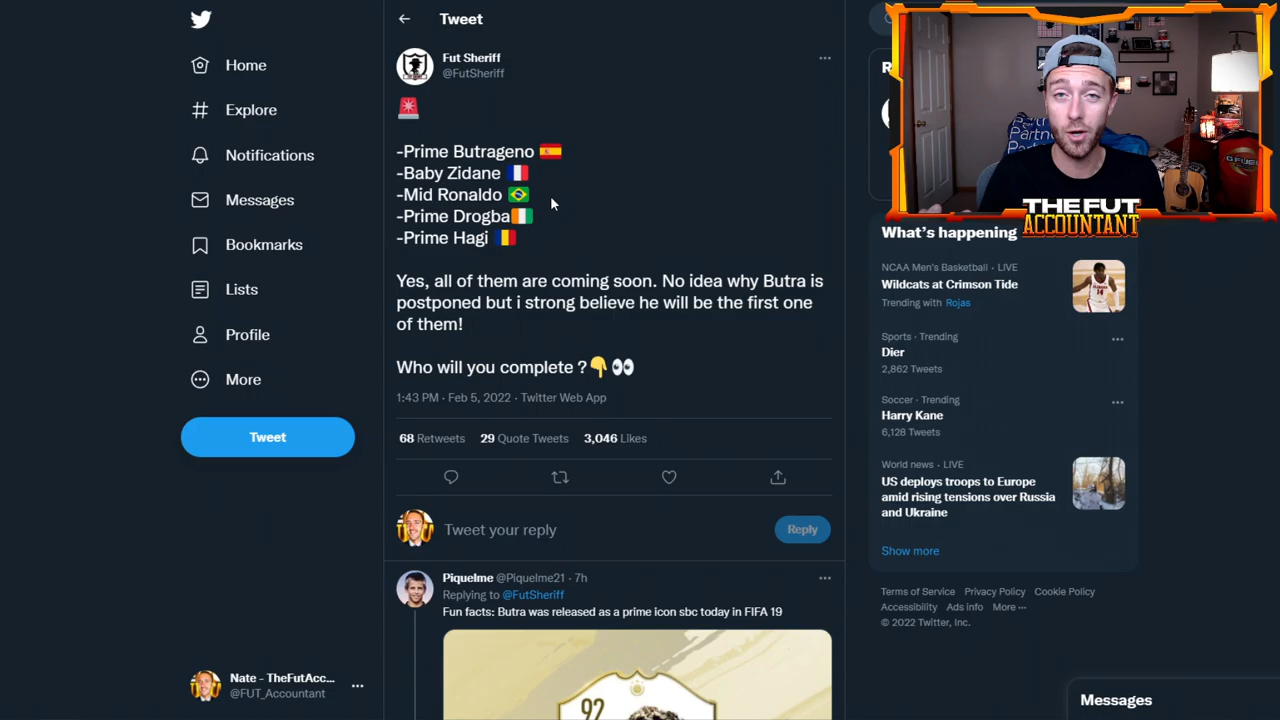 Tweet
Home
Explore
Notifications
Messages
Bookmarks
Lists
Profile
More
Tweet
Nate - TheFutAcc...
@FUT_Accountant
Fut Sheriff
@FutSheriff
-Prime Butrageno
-Baby Zidane
-Mid Ronaldo
-Prime Drogba
-Prime Hagi
Yes, all of them are coming soon. No idea why Butra is
postponed but i strong believe he will be the first one
of them!
Who will you complete ?
1:43 PM · Feb 5, 2022 · Twitter Web App
68 Retweets 29 Quote Tweets 3,046 Likes
Tweet your reply
Reply
Piquelme @Piquelme21 · 7h
Replying to @FutSheriff
Fun facts: Butra was released as a prime icon sbc today in FIFA 19
92
R
Partner
THE FUT
ACCOUNTANT
What's happening
NCAA Men's Basketball · LIVE
Wildcats at Crimson Tide
Trending with Rojas
Sports · Trending
Dier
2,862 Tweets
Soccer · Trending
Harry Kane
6,128 Tweets
World news · LIVE
US deploys troops to Europe
amid rising tensions over Russia
and Ukraine
Show more
Terms of Service Privacy Policy Cookie Policy
Accessibility Ads info More ···
© 2022 Twitter, Inc.
Messages